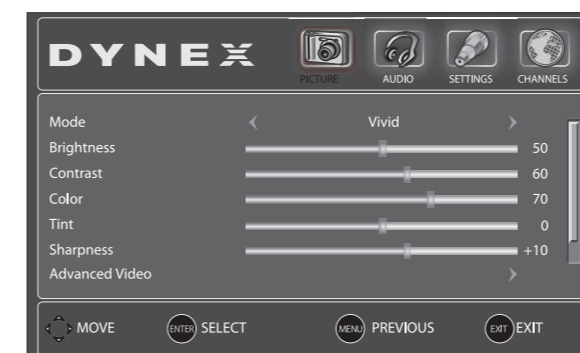 DYNEX
PICTURE AUDIO SETTINGS CHANNELS
Mode Vivid
Brightness 50
Contrast 60
Color 70
Tint 0
Sharpness +10
Advanced Video
MOVE ENTER SELECT MENU PREVIOUS EXIT EXIT